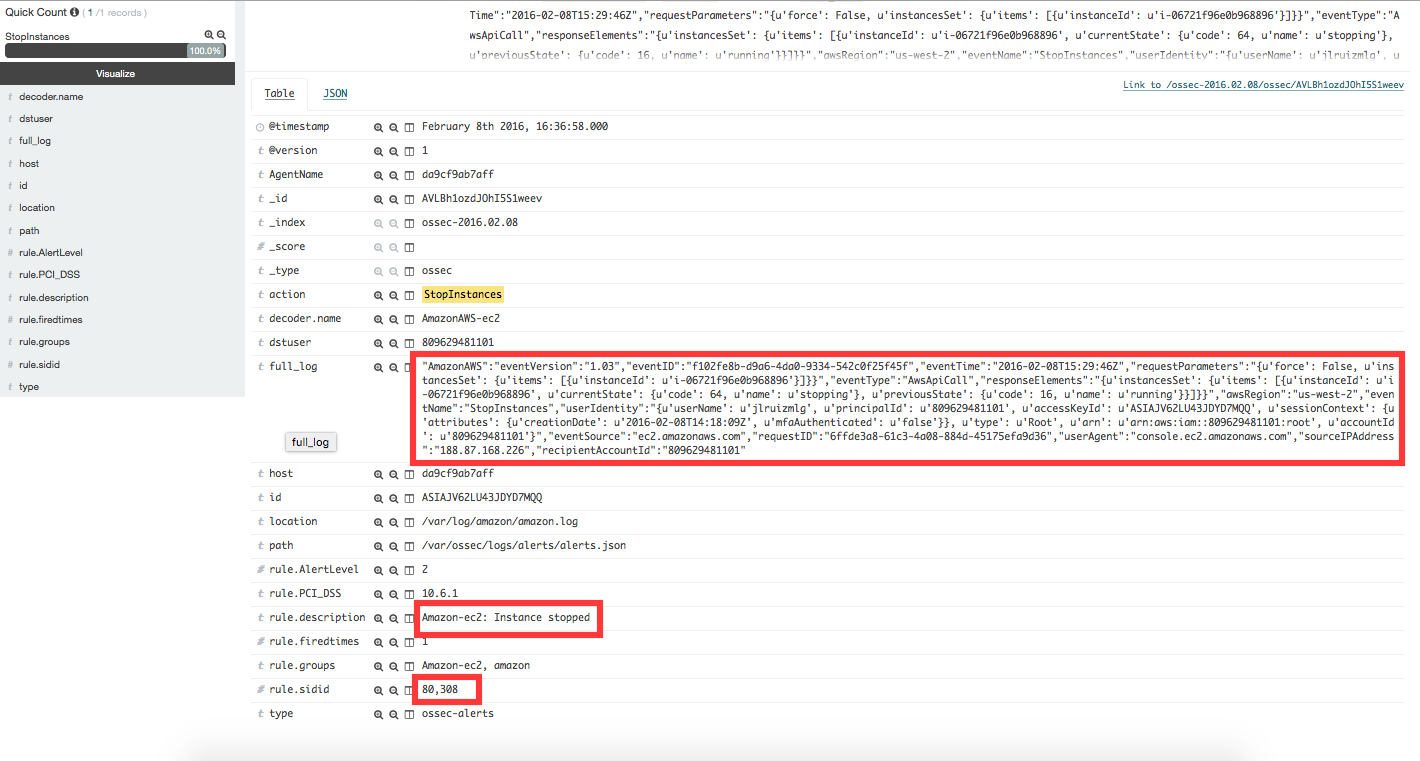 Quick Count ( 1 /1 records )
StopInstances
100.0%
Visualize
t decoder.name
t dstuser
t full_log
t host
t id
t location
t path
# rule.AlertLevel
t rule.PCI_DSS
t rule.description
# rule.firedtimes
t rule.groups
# rule.sidid
t type
Time":"2016-02-08T15:29:46Z","requestParameters":"{u'force': False, u'instancesSet': {u'items': [{u'instanceId': u'i-06721f96e0b968896'}]}}","eventType":"A
wsApiCall","responseElements":"{u'instancesSet': {u'items': [{u'instanceId': u'i-06721f96e0b968896', u'currentState': {u'code': 64, u'name': u'stopping'},
u'previousState': {u'code': 16, u'name': u'running'}}]}}","awsRegion":"us-west-2","eventName":"StopInstances","userIdentity":"{u'userName': u'jlruizmlg', u
Table JSON
Link to /ossec-2016.02.08/ossec/AVLBh1ozdJOhI5S1weev
@timestamp February 8th 2016, 16:36:58.000
t @version 1
t AgentName da9cf9ab7aff
t _id AVLBh1ozdJOhI5S1weev
t _index ossec-2016.02.08
# _score
t _type ossec
t action StopInstances
t decoder.name AmazonAWS-ec2
t dstuser 809629481101
t full_log "AmazonAWS":"eventVersion":"1.03","eventID":"f102fe8b-d9a6-4da0-9334-542c0f25f45f","eventTime":"2016-02-08T15:29:46Z","requestParameters":"{u'force': False, u'ins
tancesSet': {u'items': [{u'instanceId': u'i-06721f96e0b968896'}]}}","eventType":"AwsApiCall","responseElements":"{u'instancesSet': {u'items': [{u'instanceId': u'i
-06721f96e0b968896', u'currentState': {u'code': 64, u'name': u'stopping'}, u'previousState': {u'code': 16, u'name': u'running'}}]}}","awsRegion":"us-west-2","even
tName":"StopInstances","userIdentity":"{u'userName': u'jlruizmlg', u'principalId': u'809629481101', u'accessKeyId': u'ASIAJV62LU43JDYD7MQQ', u'sessionContext': {u
'attributes': {u'creationDate': u'2016-02-08T14:18:09Z', u'mfaAuthenticated': u'false'}}, u'type': u'Root', u'arn': u'arn:aws:iam::809629481101:root', u'accountId
': u'809629481101'}","eventSource":"ec2.amazonaws.com","requestID":"6ffde3a8-61c3-4a08-884d-45175efa9d36","userAgent":"console.ec2.amazonaws.com","sourceIPAddress
":"188.87.168.226","recipientAccountId":"809629481101"
full_log
t host da9cf9ab7aff
t id ASIAJV62LU43JDYD7MQQ
t location /var/log/amazon/amazon.log
t path /var/ossec/logs/alerts/alerts.json
# rule.AlertLevel 2
t rule.PCI_DSS 10.6.1
t rule.description Amazon-ec2: Instance stopped
# rule.firedtimes 1
t rule.groups Amazon-ec2, amazon
# rule.sidid 80,308
t type ossec-alerts